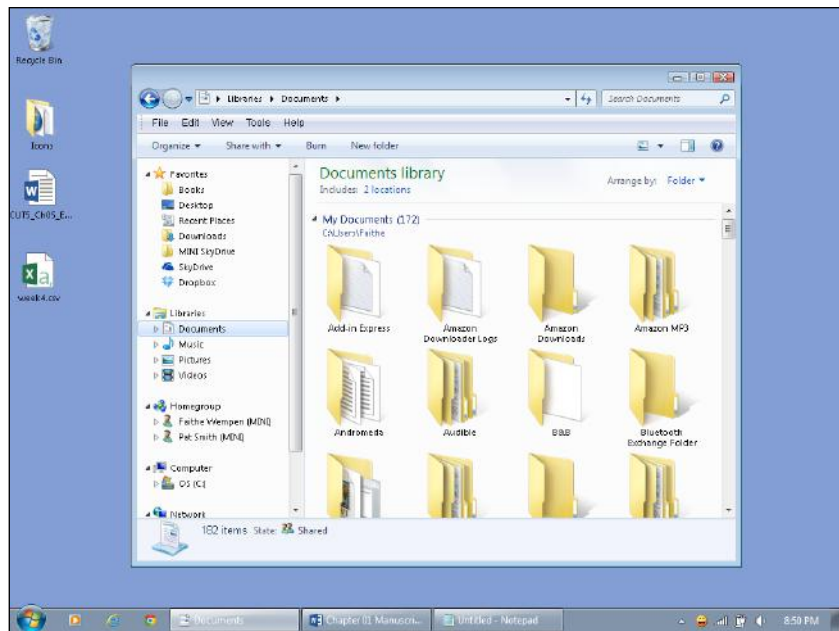 Recycle Bin
Icons
CUTS_Ch05_E...
week4.csv
Libraries
Documents
Search Documents
File Edit View Tools Help
Organize Share with Burn New folder
Favorites
Books
Desktop
Recent Places
Downloads
MINI SkyDrive
SkyDrive
Dropbox
Libraries
Documents
Music
Pictures
Videos
Homegroup
Faithe Wempen (MINI)
Pat Smith (MINI)
Computer
OS (C:)
Network
Documents library
Includes: 2 locations
Arrange by: Folder
My Documents (172)
C:\Users\Faithe
Add-in Express
Amazon
Downloader Logs
Amazon
Downloads
Amazon MP3
Andromeda
Audible
B&B
Bluetooth
Exchange Folder
182 items State: Shared
Documents
Chapter 01 Manuscri...
Untitled - Notepad
8:50 PM